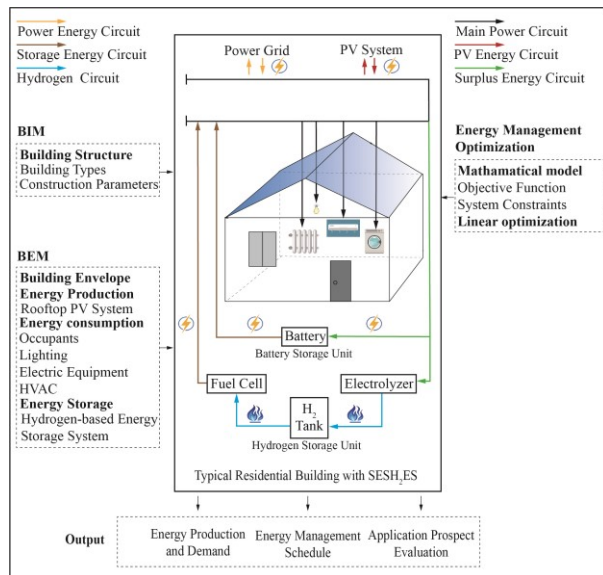 Power Energy Circuit
Storage Energy Circuit
Hydrogen Circuit
Main Power Circuit
PV Energy Circuit
Surplus Energy Circuit
Power Grid
PV System
BIM
Building Structure
Building Types
Construction Parameters
BEM
Building Envelope
Energy Production
Rooftop PV System
Energy consumption
Occupants
Lighting
Electric Equipment
HVAC
Energy Storage
Hydrogen-based Energy
Storage System
Energy Management
Optimization
Mathamatical model
Objective Function
System Constraints
Linear optimization
Battery
Battery Storage Unit
Fuel Cell
Electrolyzer
H₂
Tank
Hydrogen Storage Unit
Typical Residential Building with SESH₂ES
Output
Energy Production
and Demand
Energy Management
Schedule
Application Prospect
Evaluation